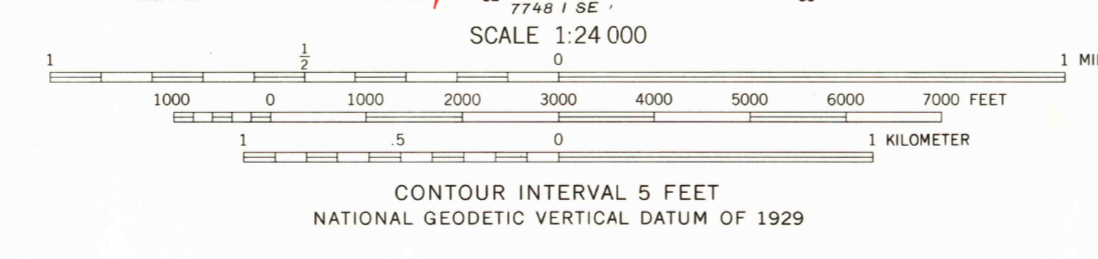 7748 I SE
SCALE 1:24 000
1 1/2 0 1
1000 0 1000 2000 3000 4000 5000 6000 7000 FEET
1 .5 0 1 KILOMETER
CONTOUR INTERVAL 5 FEET
NATIONAL GEODETIC VERTICAL DATUM OF 1929